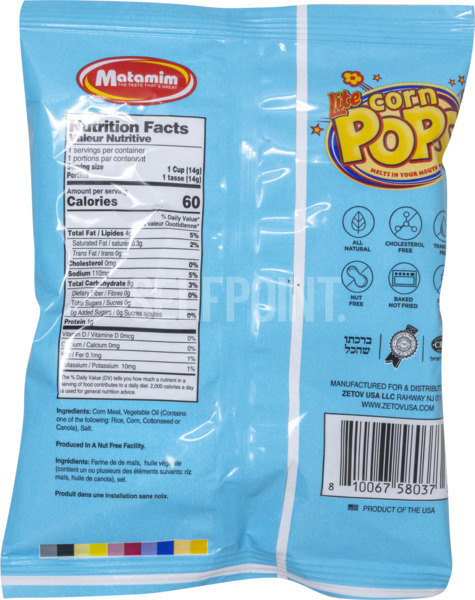 Matamim
THE TASTE THAT'S GREAT
Nutrition Facts
Valeur Nutritive
1 servings per container
1 portions par contenant
Serving size 1 Cup (14g)
Portion 1 tasse (14g)
Amount per serving
Calories 60
% Daily Value*
% valeur Quotidienne*
Total Fat / Lipides 4g 5%
Saturated Fat / saturés 0.3g 2%
Trans Fat / trans 0g
Cholesterol 0mg 0%
Sodium 110mg 5%
Total Carbohydrate 8g 3%
Dietary Fiber / Fibres 0g 0%
Total Sugars / Sucres 0g
0g Added Sugars / 0g Sucres ajoutés 0%
Protein 1g
Vitamin D / Vitamine D 0mcg 0%
Calcium / Calcium 0mg 0%
Iron / Fer 0.1mg 1%
Potassium / Potassium 10mg 1%
*The % Daily Value (DV) tells you how much a nutrient in a
serving of food contributes to a daily diet. 2,000 calories a day
is used for general nutrition advice.
Ingredients: Corn Meal, Vegetable Oil (Contains
one of the following: Rice, Corn, Cottonseed or
Canola), Salt.
Produced In A Nut Free Facility.
Ingrédients: Farine de de maïs, huile végétale
(contient un ou plusieurs des éléments suivants: riz
maïs, huile de canola), sel.
Produit dans une installation sans noix.
Lite
corn
POPS
MELTS IN YOUR MOUTH
ALL
NATURAL
CHOLESTEROL
FREE
TRANS
F
NUT
FREE
BAKED
NOT FRIED
ברכתו
שהכל
MANUFACTURED FOR & DISTRIBUT
ZETOV USA LLC RAHWAY NJ 07
WWW.ZETOVUSA.COM
8 10067 58037
PRODUCT OF THE USA
SELFPOINT.